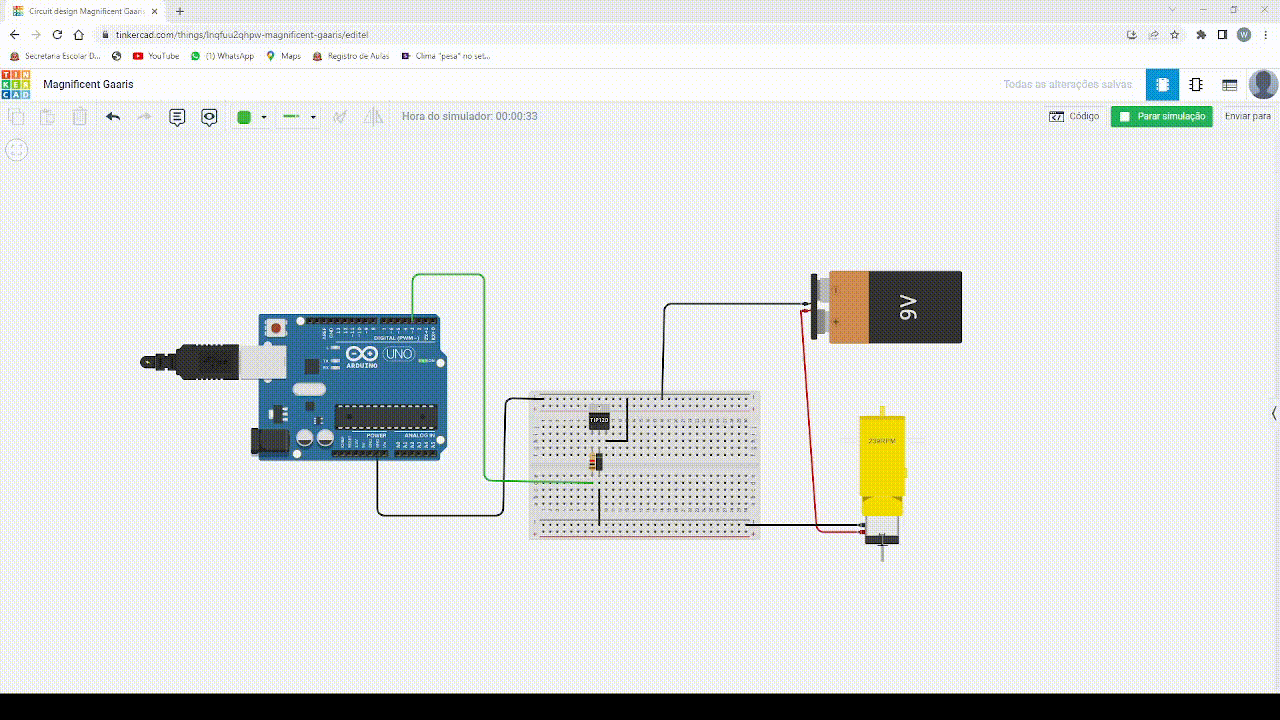 Circuit design Magnificent Gaaris
tinkercad.com/things/lnqfuu2qhpw-magnificent-gaaris/editel
Secretaria Escolar D... YouTube (1) WhatsApp Maps Registro de Aulas Clima "pesa" no set...
W
TIN
KER
CAD
Magnificent Gaaris
Todas as alterações salvas
Hora do simulador: 00:00:33
Código
Parar simulação
Enviar para
9V
DIGITAL (PWM~)
UNO
ARDUINO
POWER
ANALOG IN
TIP120